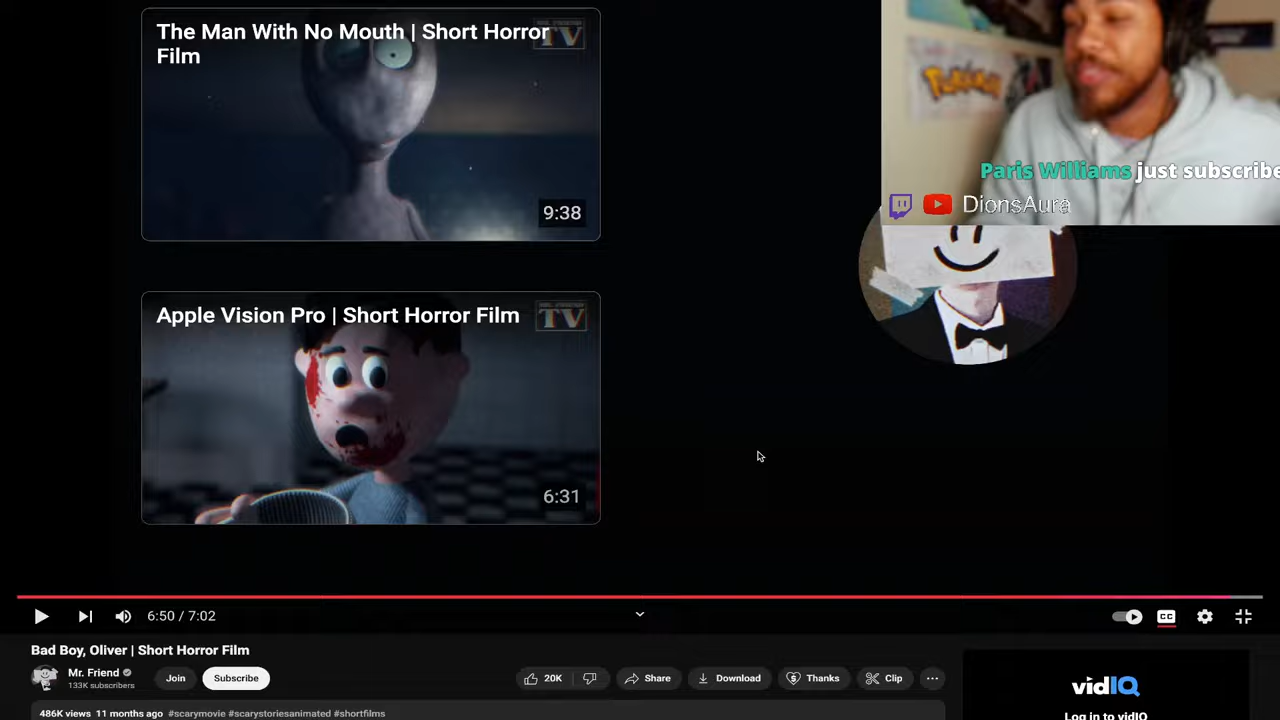 The Man With No Mouth | Short Horror
Film
TV
9:38
Pokémon
Paris Williams just subscribe
DionsAura
Apple Vision Pro | Short Horror Film
TV
6:31
6:50 / 7:02
CC
Bad Boy, Oliver | Short Horror Film
Mr. Friend
133K subscribers
Join
Subscribe
20K
Share
Download
Thanks
Clip
486K views 11 months ago #scarymovie #scarystoriesanimated #shortfilms
vidIQ
Log in to vidIQ